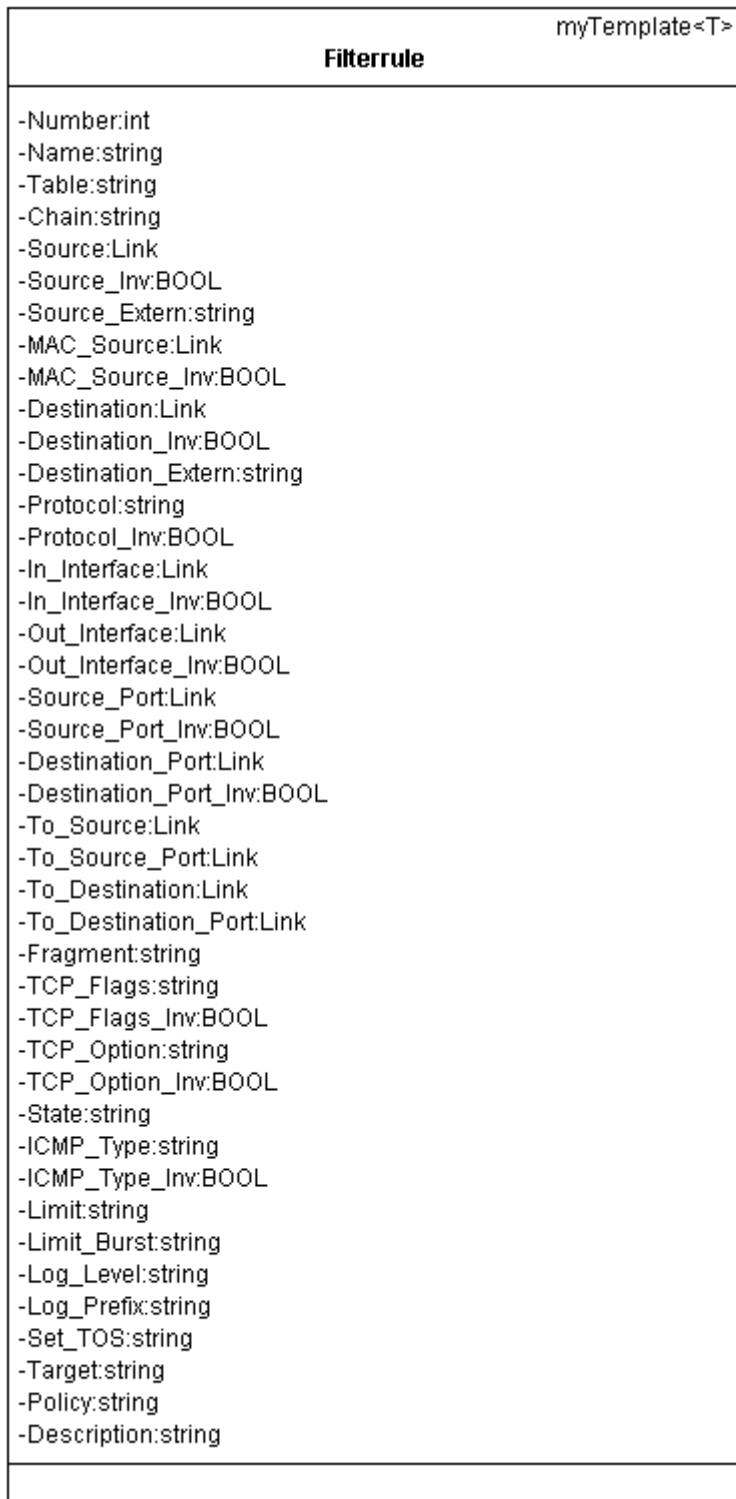 myTemplate<T>
Filterrule
-Number:int
-Name:string
-Table:string
-Chain:string
-Source:Link
-Source_Inv:BOOL
-Source_Extern:string
-MAC_Source:Link
-MAC_Source_Inv:BOOL
-Destination:Link
-Destination_Inv:BOOL
-Destination_Extern:string
-Protocol:string
-Protocol_Inv:BOOL
-In_Interface:Link
-In_Interface_Inv:BOOL
-Out_Interface:Link
-Out_Interface_Inv:BOOL
-Source_Port:Link
-Source_Port_Inv:BOOL
-Destination_Port:Link
-Destination_Port_Inv:BOOL
-To_Source:Link
-To_Source_Port:Link
-To_Destination:Link
-To_Destination_Port:Link
-Fragment:string
-TCP_Flags:string
-TCP_Flags_Inv:BOOL
-TCP_Option:string
-TCP_Option_Inv:BOOL
-State:string
-ICMP_Type:string
-ICMP_Type_Inv:BOOL
-Limit:string
-Limit_Burst:string
-Log_Level:string
-Log_Prefix:string
-Set_TOS:string
-Target:string
-Policy:string
-Description:string